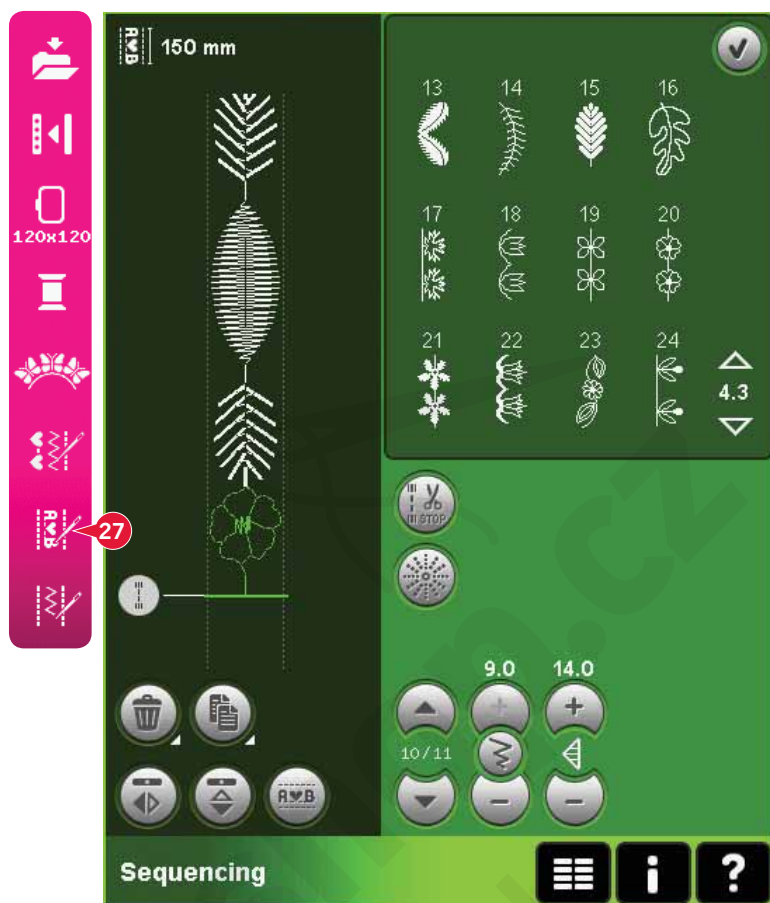 150 mm
13 14 15 16
17 18 19 20
21 22 23 24
4.3
120x120
A♥B
27
STOP
9.0 14.0
10/11
A♥B
Sequencing
i ?